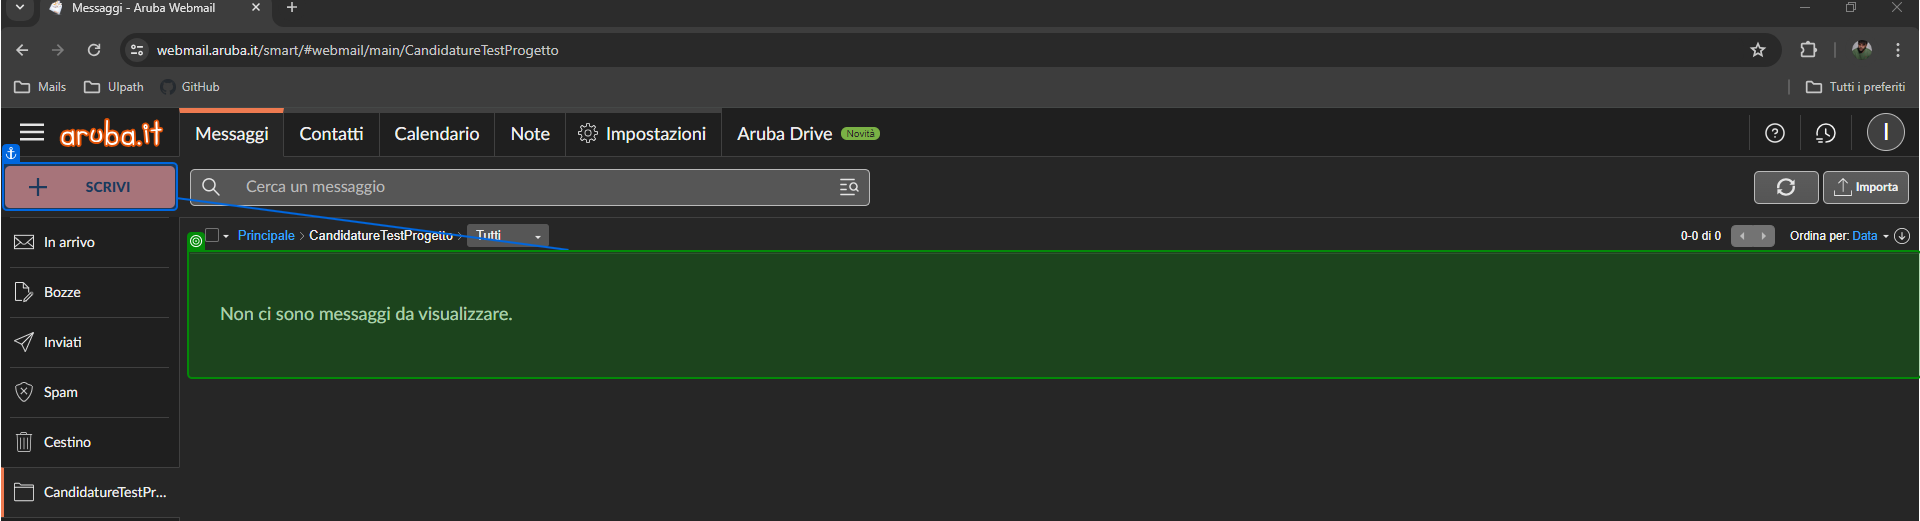 Messaggi - Aruba Webmail
webmail.aruba.it/smart/#webmail/main/CandidatureTestProgetto
Mails UIpath GitHub Tutti i preferiti
aruba.it Messaggi Contatti Calendario Note Impostazioni Aruba Drive Novità I
SCRIVI Cerca un messaggio Importa
Principale > CandidatureTestProgetto > Tutti 0-0 di 0 Ordina per: Data
In arrivo
Bozze
Non ci sono messaggi da visualizzare.
Inviati
Spam
Cestino
CandidatureTestPr...